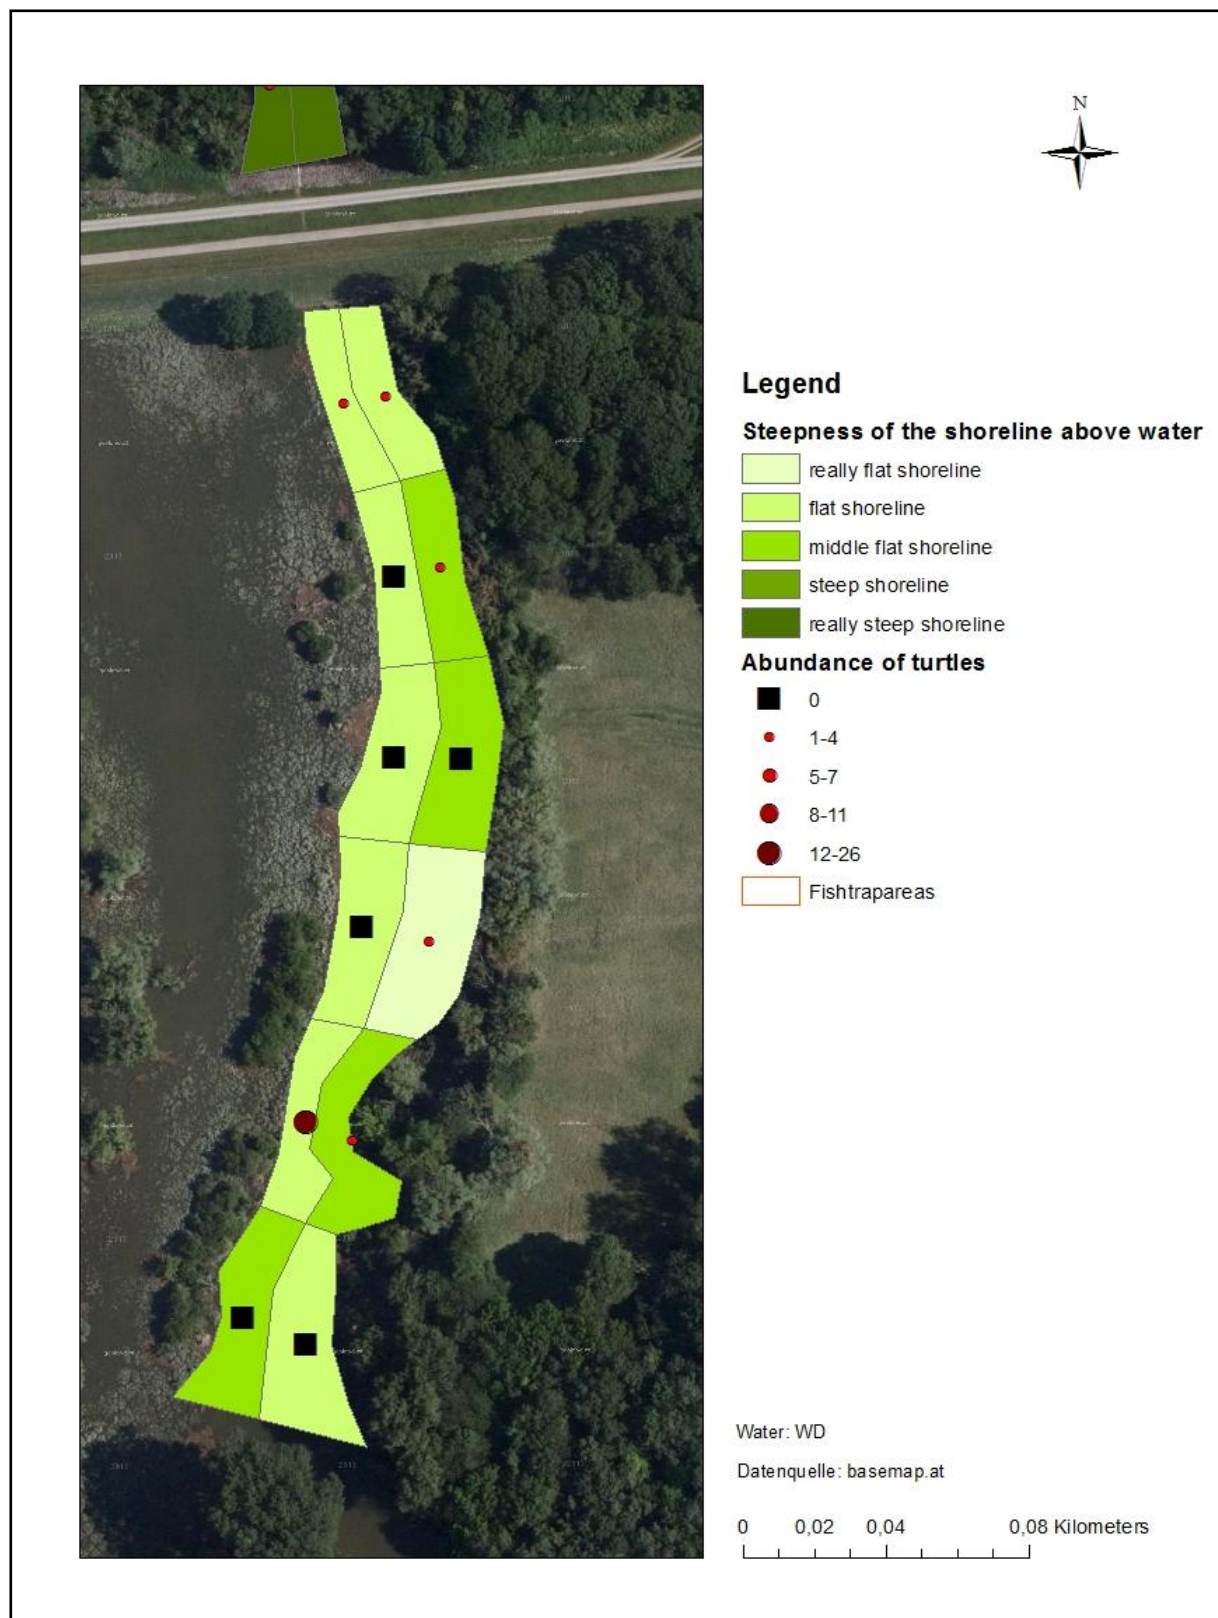 N
Legend
Steepness of the shoreline above water
really flat shoreline
flat shoreline
middle flat shoreline
steep shoreline
really steep shoreline
Abundance of turtles
0
1-4
5-7
8-11
12-26
Fishtrapareas
Water: WD
Datenquelle: basemap.at
0 0,02 0,04 0,08 Kilometers